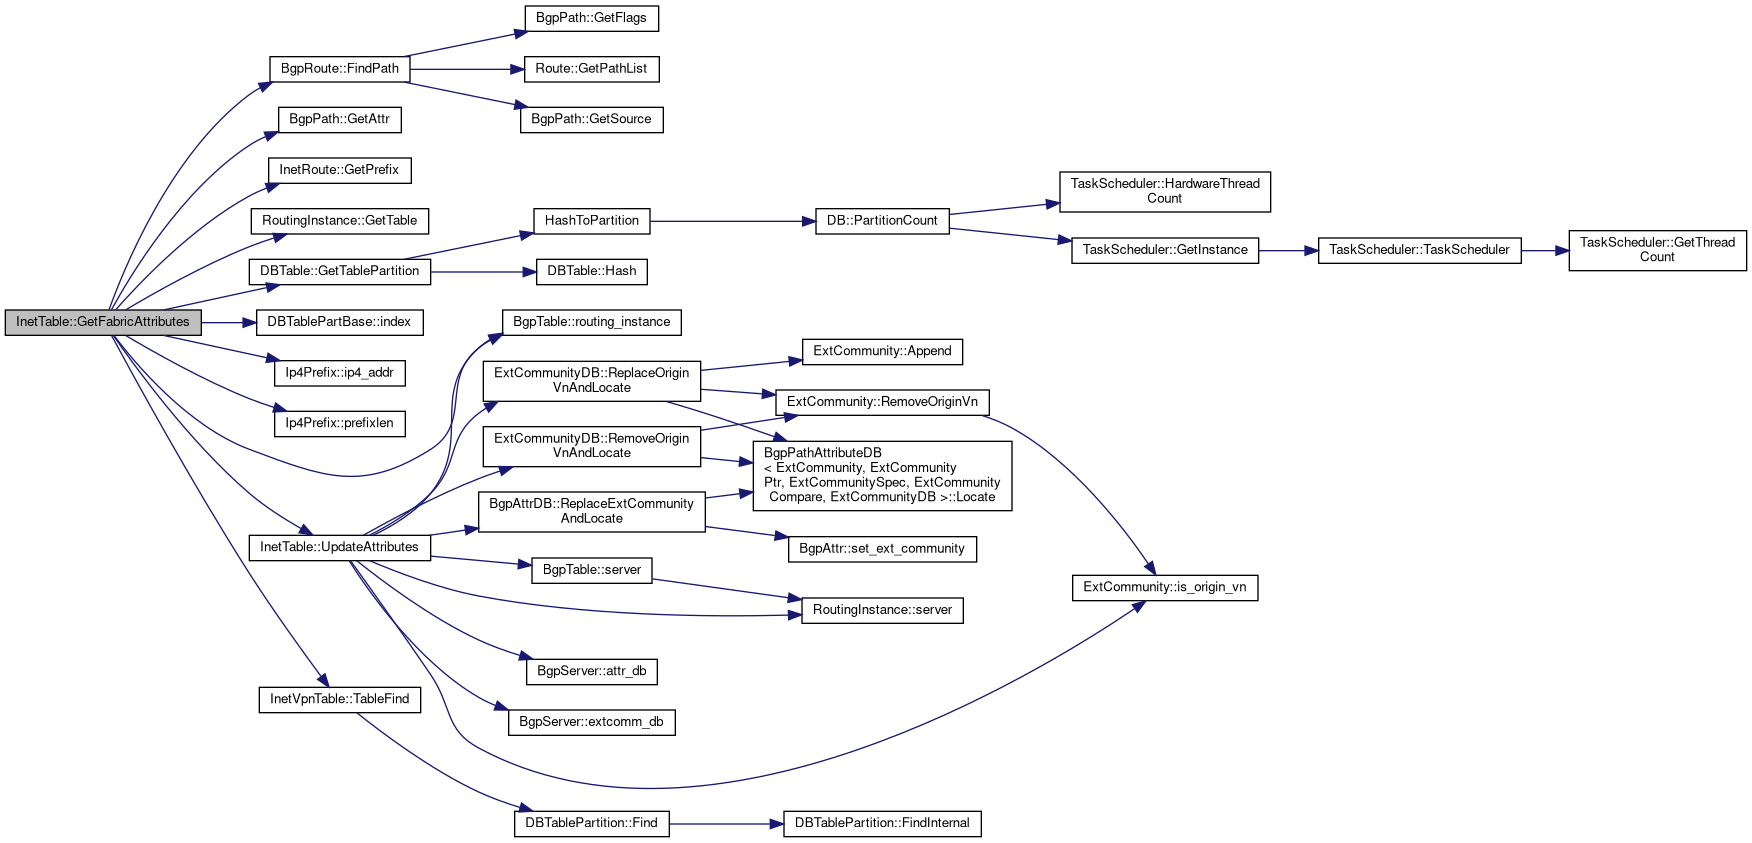 BgpPath::GetFlags
BgpRoute::FindPath
Route::GetPathList
BgpPath::GetAttr
BgpPath::GetSource
InetRoute::GetPrefix
TaskScheduler::HardwareThread
Count
RoutingInstance::GetTable
HashToPartition
DB::PartitionCount
TaskScheduler::GetInstance
TaskScheduler::TaskScheduler
TaskScheduler::GetThread
Count
DBTable::GetTablePartition
DBTable::Hash
InetTable::GetFabricAttributes
DBTablePartBase::index
BgpTable::routing_instance
Ip4Prefix::ip4_addr
ExtCommunityDB::ReplaceOrigin
VnAndLocate
ExtCommunity::Append
Ip4Prefix::prefixlen
ExtCommunity::RemoveOriginVn
ExtCommunityDB::RemoveOrigin
VnAndLocate
BgpPathAttributeDB
< ExtCommunity, ExtCommunity
Ptr, ExtCommunitySpec, ExtCommunity
Compare, ExtCommunityDB >::Locate
BgpAttrDB::ReplaceExtCommunity
AndLocate
InetTable::UpdateAttributes
BgpAttr::set_ext_community
BgpTable::server
ExtCommunity::is_origin_vn
RoutingInstance::server
BgpServer::attr_db
InetVpnTable::TableFind
BgpServer::extcomm_db
DBTablePartition::Find
DBTablePartition::FindInternal